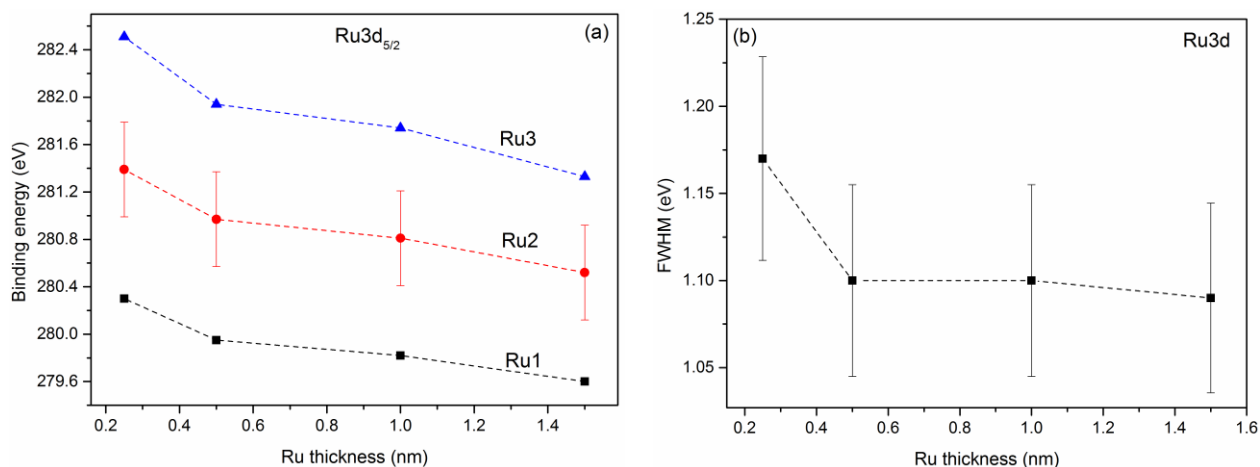 (a)
Ru3d5/2
282.4
282.0
281.6
281.2
280.8
280.4
280.0
279.6
Binding energy (eV)
Ru3
Ru2
Ru1
0.2 0.4 0.6 0.8 1.0 1.2 1.4
Ru thickness (nm)
(b)
Ru3d
1.25
1.20
1.15
1.10
1.05
FWHM (eV)
0.2 0.4 0.6 0.8 1.0 1.2 1.4 1.6
Ru thickness (nm)